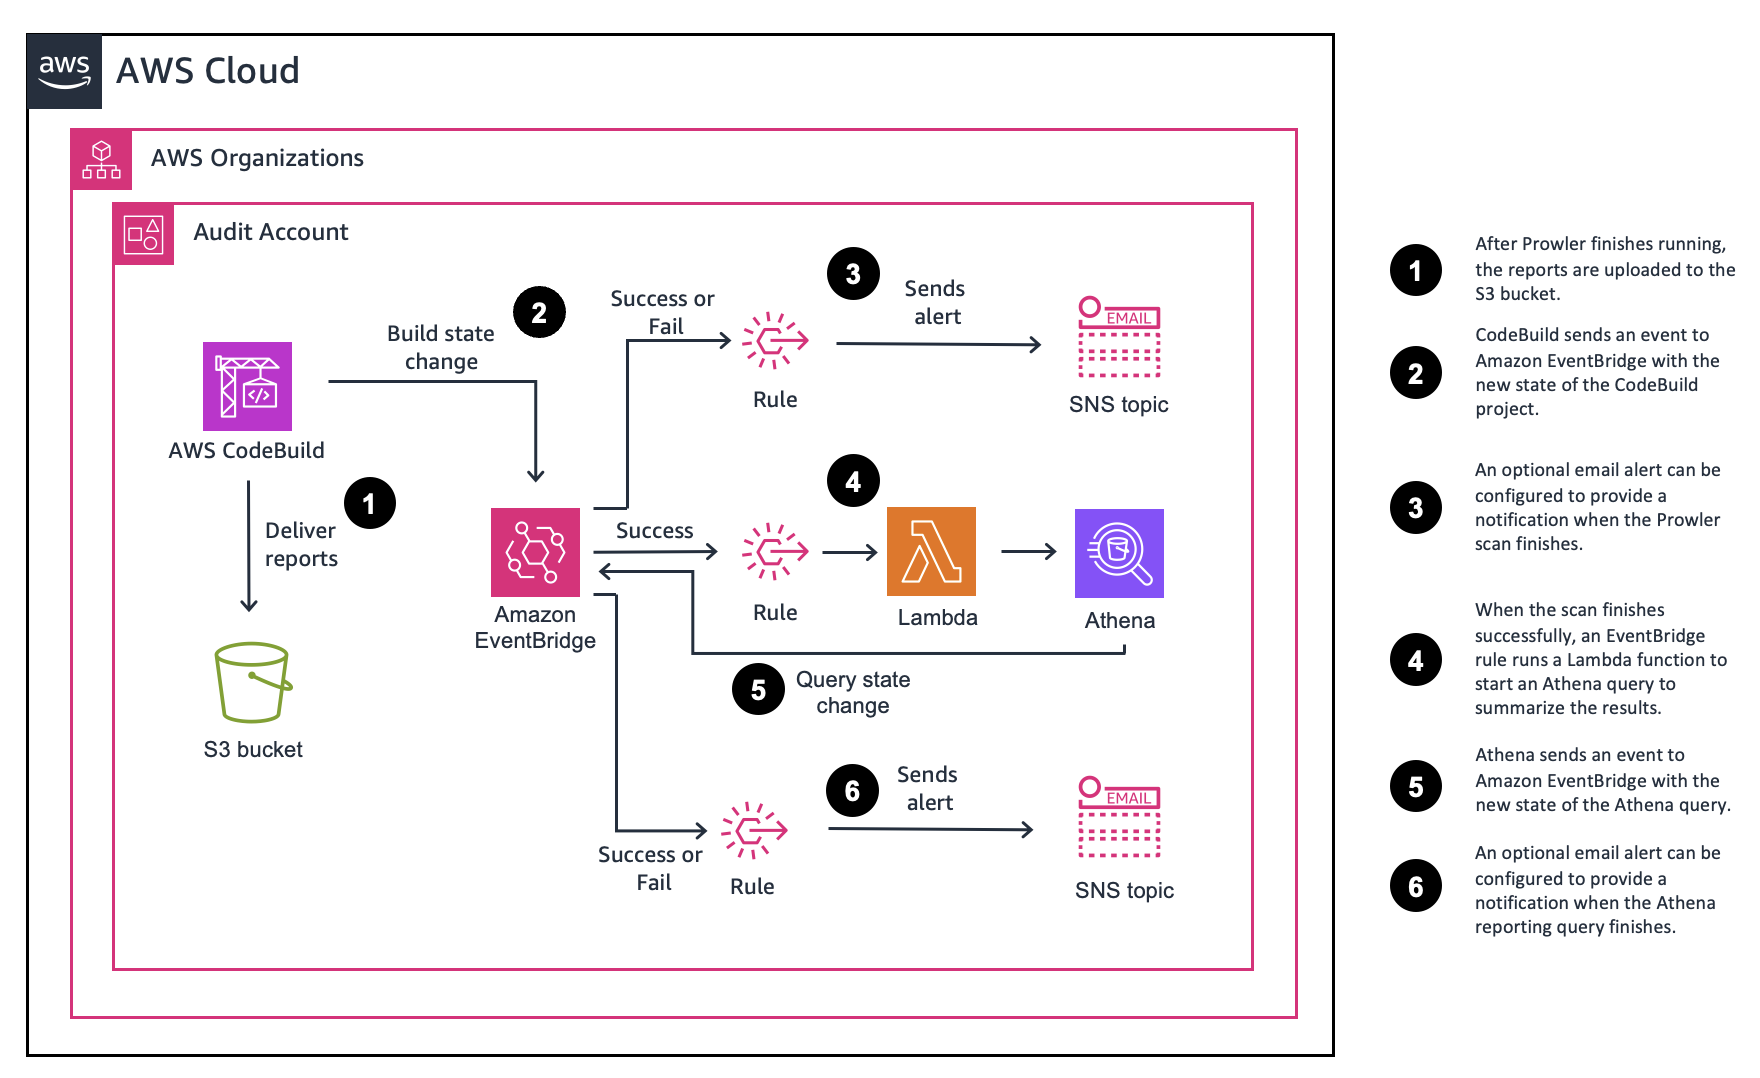 aws
AWS Cloud
AWS Organizations
Audit Account
2
Build state
change
AWS CodeBuild
1
Deliver
reports
S3 bucket
Amazon
EventBridge
Success or
Fail
Rule
3
Sends
alert
EMAIL
SNS topic
Success
Rule
4
Lambda
Athena
5
Query state
change
Success or
Fail
Rule
6
Sends
alert
EMAIL
SNS topic
1
After Prowler finishes running,
the reports are uploaded to the
S3 bucket.
2
CodeBuild sends an event to
Amazon EventBridge with the
new state of the CodeBuild
project.
3
An optional email alert can be
configured to provide a
notification when the Prowler
scan finishes.
4
When the scan finishes
successfully, an EventBridge
rule runs a Lambda function to
start an Athena query to
summarize the results.
5
Athena sends an event to
Amazon EventBridge with the
new state of the Athena query.
6
An optional email alert can be
configured to provide a
notification when the Athena
reporting query finishes.